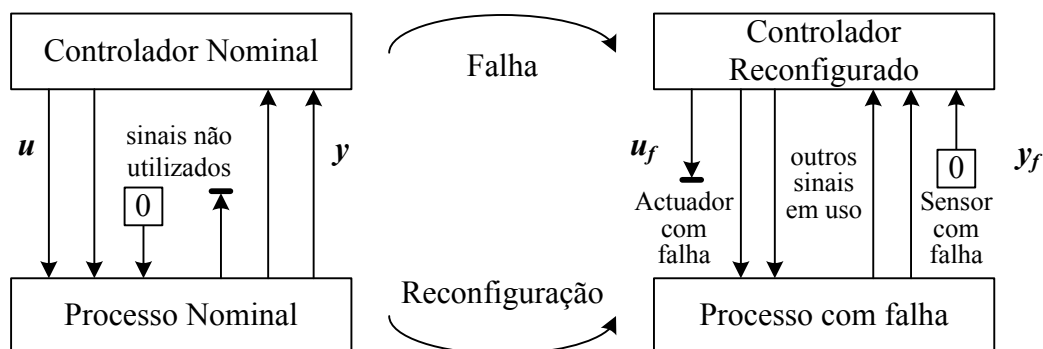 Controlador Nominal
u
sinais não
utilizados
y
0
Processo Nominal
Falha
Reconfiguração
Controlador
Reconfigurado
u_f
Actuador
com
falha
outros
sinais
em uso
0
Sensor
com
falha
y_f
Processo com falha